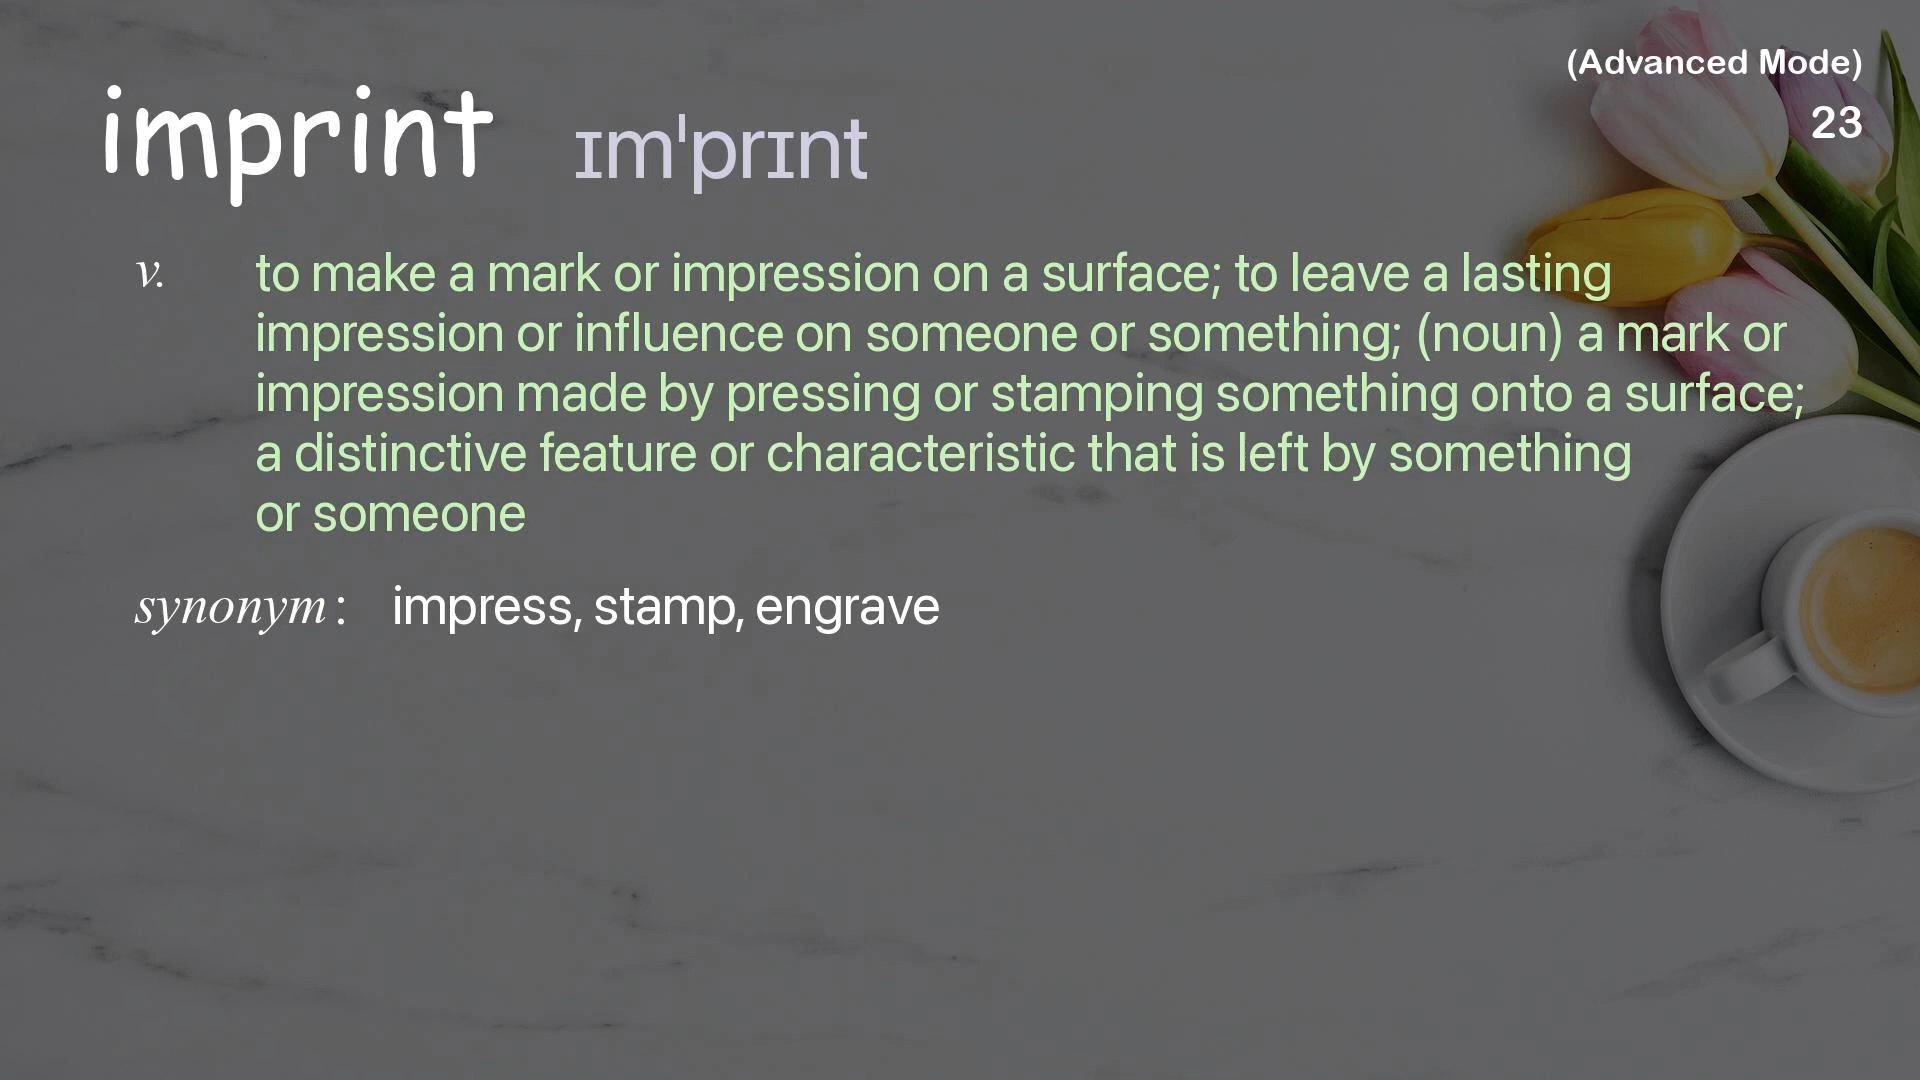 (Advanced Mode)
23
imprint ɪmˈprɪnt
v. to make a mark or impression on a surface; to leave a lasting
impression or influence on someone or something; (noun) a mark or
impression made by pressing or stamping something onto a surface;
a distinctive feature or characteristic that is left by something
or someone
synonym: impress, stamp, engrave